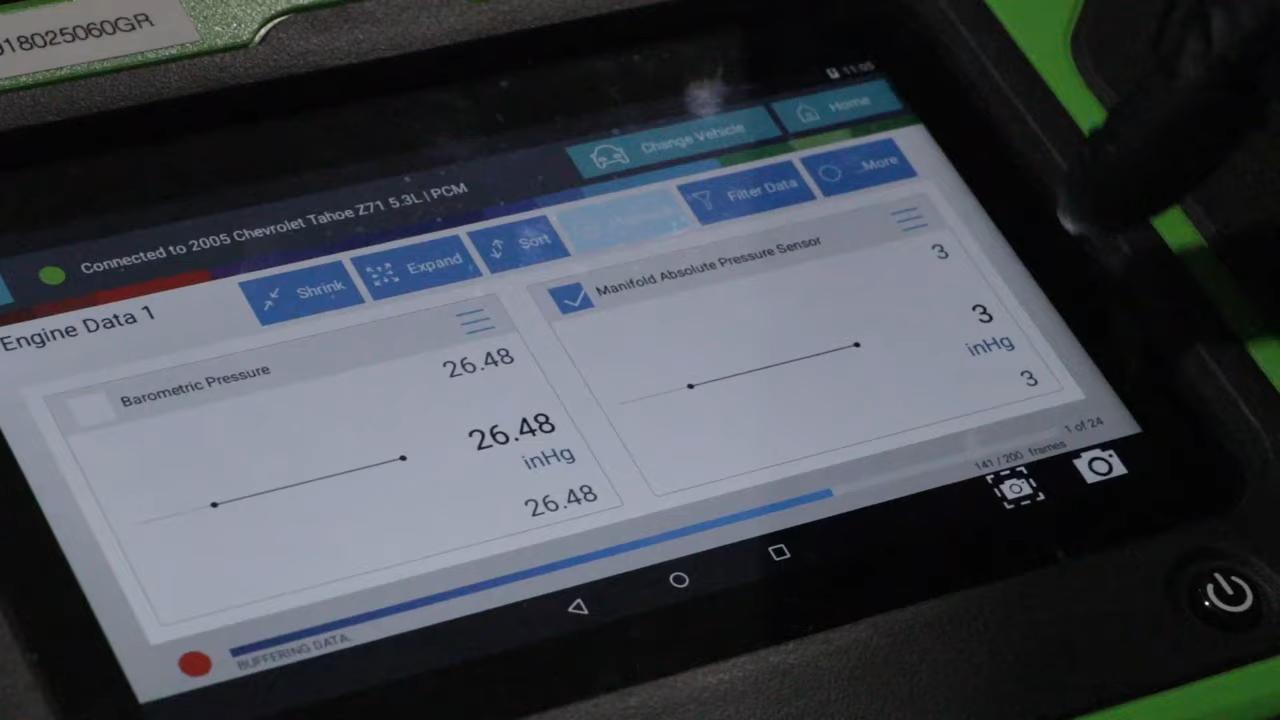 018025060GR
11:05
Change Vehicle
Home
Connected to 2005 Chevrolet Tahoe Z71 5.3L | PCM
Engine Data 1
Shrink
Expand
Sort
Filter Data
More
Barometric Pressure
26.48
26.48
inHg
26.48
Manifold Absolute Pressure Sensor
3
3
inHg
3
1 of 24
141 / 200 frames
BUFFERING DATA.